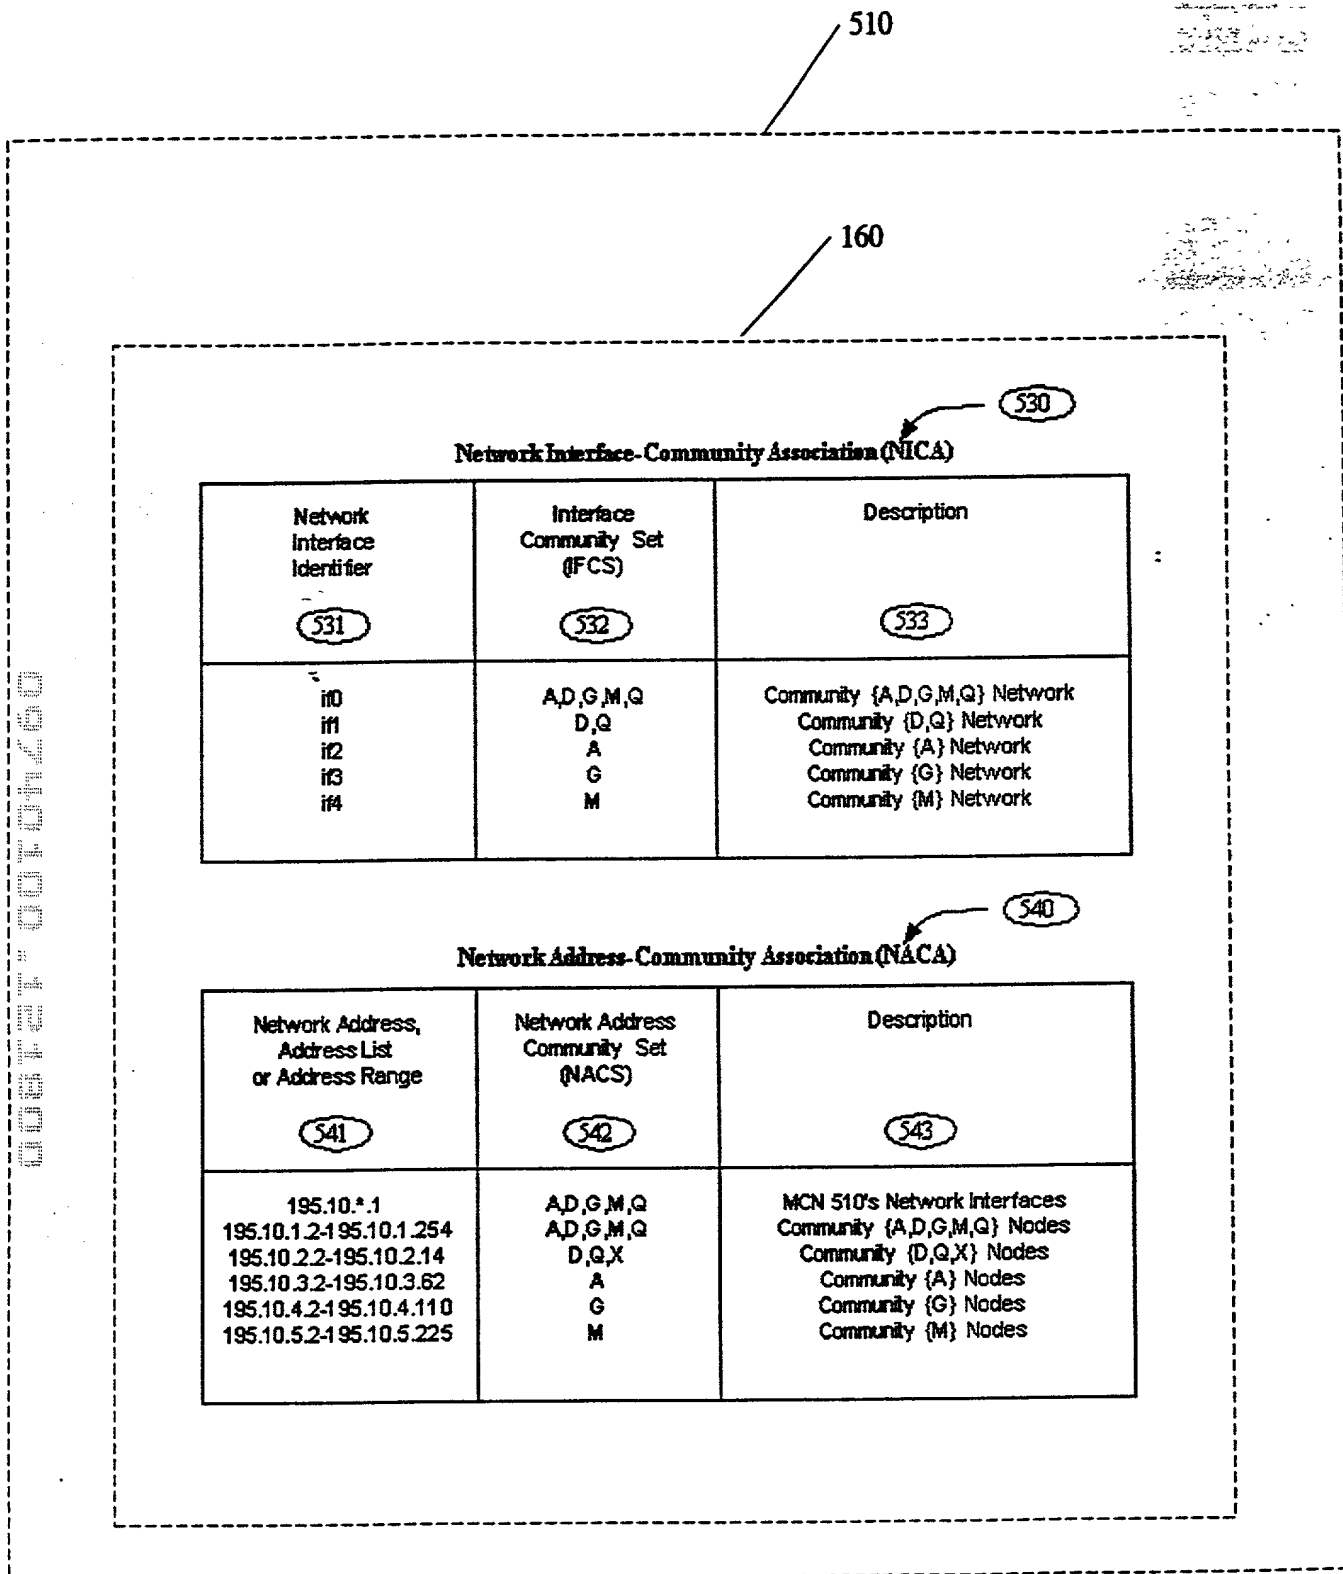 510
160
530
Network Interface-Community Association (NICA)
Network Interface Identifier
531
Interface Community Set (IFCS)
532
Description
533
if0 A,D,G,M,Q Community {A,D,G,M,Q} Network
if1 D,Q Community {D,Q} Network
if2 A Community {A} Network
if3 G Community {G} Network
if4 M Community {M} Network
540
Network Address-Community Association (NACA)
Network Address, Address List or Address Range
541
Network Address Community Set (NACS)
542
Description
543
195.10.*.1 A,D,G,M,Q MCN 510's Network Interfaces
195.10.1.2-195.10.1.254 A,D,G,M,Q Community {A,D,G,M,Q} Nodes
195.10.2.2-195.10.2.14 D,Q,X Community {D,Q,X} Nodes
195.10.3.2-195.10.3.62 A Community {A} Nodes
195.10.4.2-195.10.4.110 G Community {G} Nodes
195.10.5.2-195.10.5.225 M Community {M} Nodes